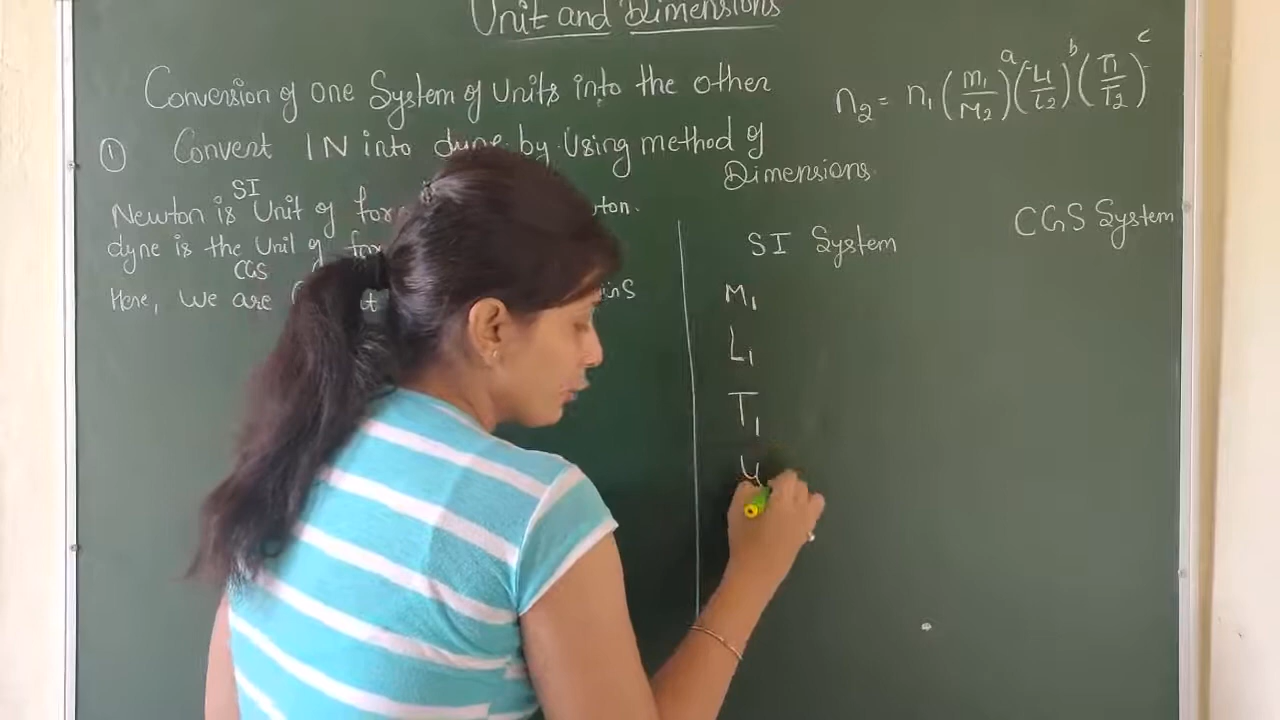 Unit and Dimensions
Conversion of one System of Units into the other
n₂ = n₁ (M₁/M₂)ᵃ (L₁/L₂)ᵇ (T₁/T₂)ᶜ
① Convert 1 N into dyne by Using method of
Dimensions.
SI
Newton is Unit of
dyne is the Unit of
CGS
Here, We are
SI System
CGS System
M₁
L₁
T₁